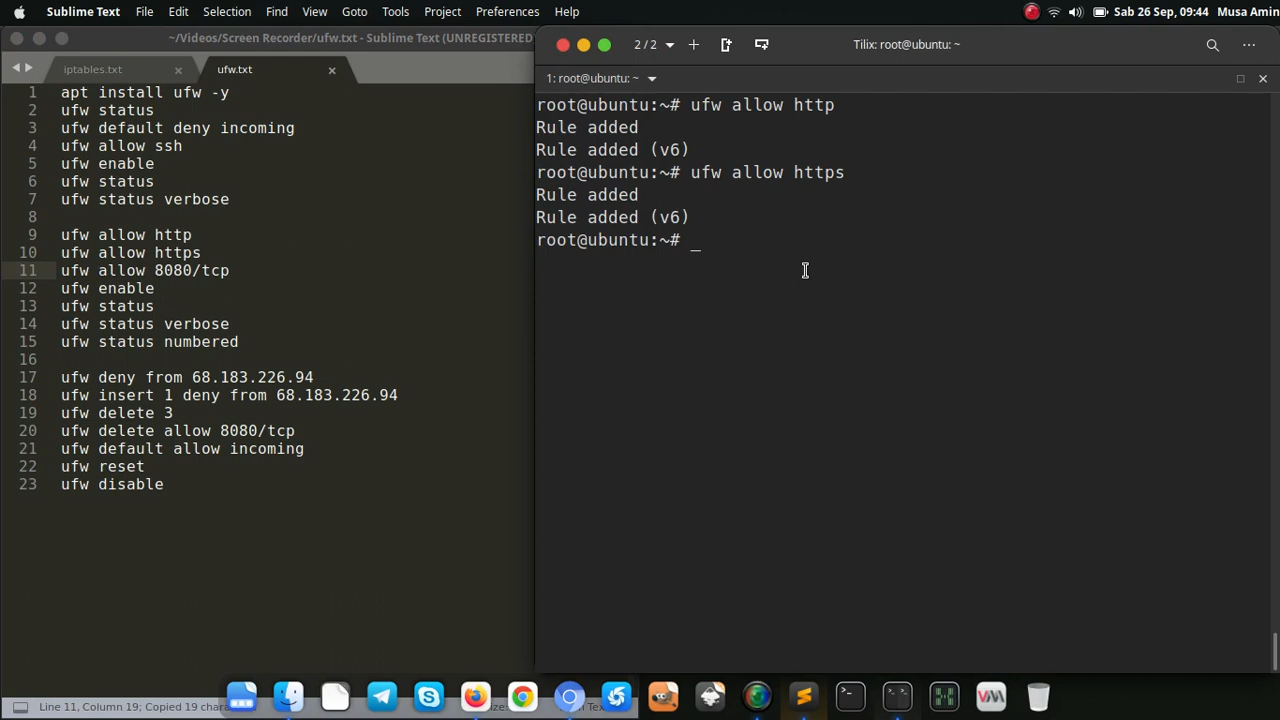 Sublime Text File Edit Selection Find View Goto Tools Project Preferences Help Sab 26 Sep, 09:44 Musa Amin
~/Videos/Screen Recorder/ufw.txt - Sublime Text (UNREGISTERED
iptables.txt ufw.txt
1 apt install ufw -y
2 ufw status
3 ufw default deny incoming
4 ufw allow ssh
5 ufw enable
6 ufw status
7 ufw status verbose
8
9 ufw allow http
10 ufw allow https
11 ufw allow 8080/tcp
12 ufw enable
13 ufw status
14 ufw status verbose
15 ufw status numbered
16
17 ufw deny from 68.183.226.94
18 ufw insert 1 deny from 68.183.226.94
19 ufw delete 3
20 ufw delete allow 8080/tcp
21 ufw default allow incoming
22 ufw reset
23 ufw disable
Line 11, Column 19; Copied 19 chara
2/2 Tilix: root@ubuntu: ~
1: root@ubuntu: ~
root@ubuntu:~# ufw allow http
Rule added
Rule added (v6)
root@ubuntu:~# ufw allow https
Rule added
Rule added (v6)
root@ubuntu:~# _